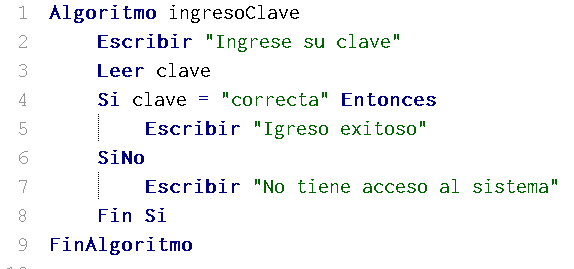 1 Algoritmo ingresoClave
2 Escribir "Ingrese su clave"
3 Leer clave
4 Si clave = "correcta" Entonces
5 Escribir "Igreso exitoso"
6 SiNo
7 Escribir "No tiene acceso al sistema"
8 Fin Si
9 FinAlgoritmo